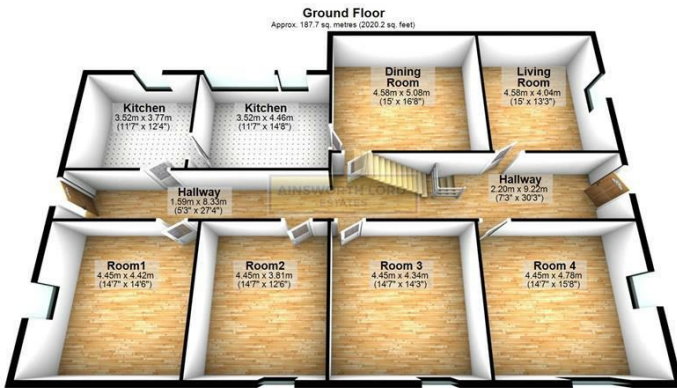 Ground Floor
Approx. 187.7 sq. metres (2020.2 sq. feet)
Dining
Room
4.58m x 5.08m
(15' x 16'8")
Living
Room
4.58m x 4.04m
(15' x 13'3")
Kitchen
3.52m x 3.77m
(11'7" x 12'4")
Kitchen
3.52m x 4.46m
(11'7" x 14'8")
Hallway
1.59m x 8.33m
(5'3" x 27'4")
AINSWORTH LORD
ESTATES
Hallway
2.20m x 9.22m
(7'3" x 30'3")
Room1
4.45m x 4.42m
(14'7" x 14'6")
Room2
4.45m x 3.81m
(14'7" x 12'6")
Room 3
4.45m x 4.34m
(14'7" x 14'3")
Room 4
4.45m x 4.78m
(14'7" x 15'8")